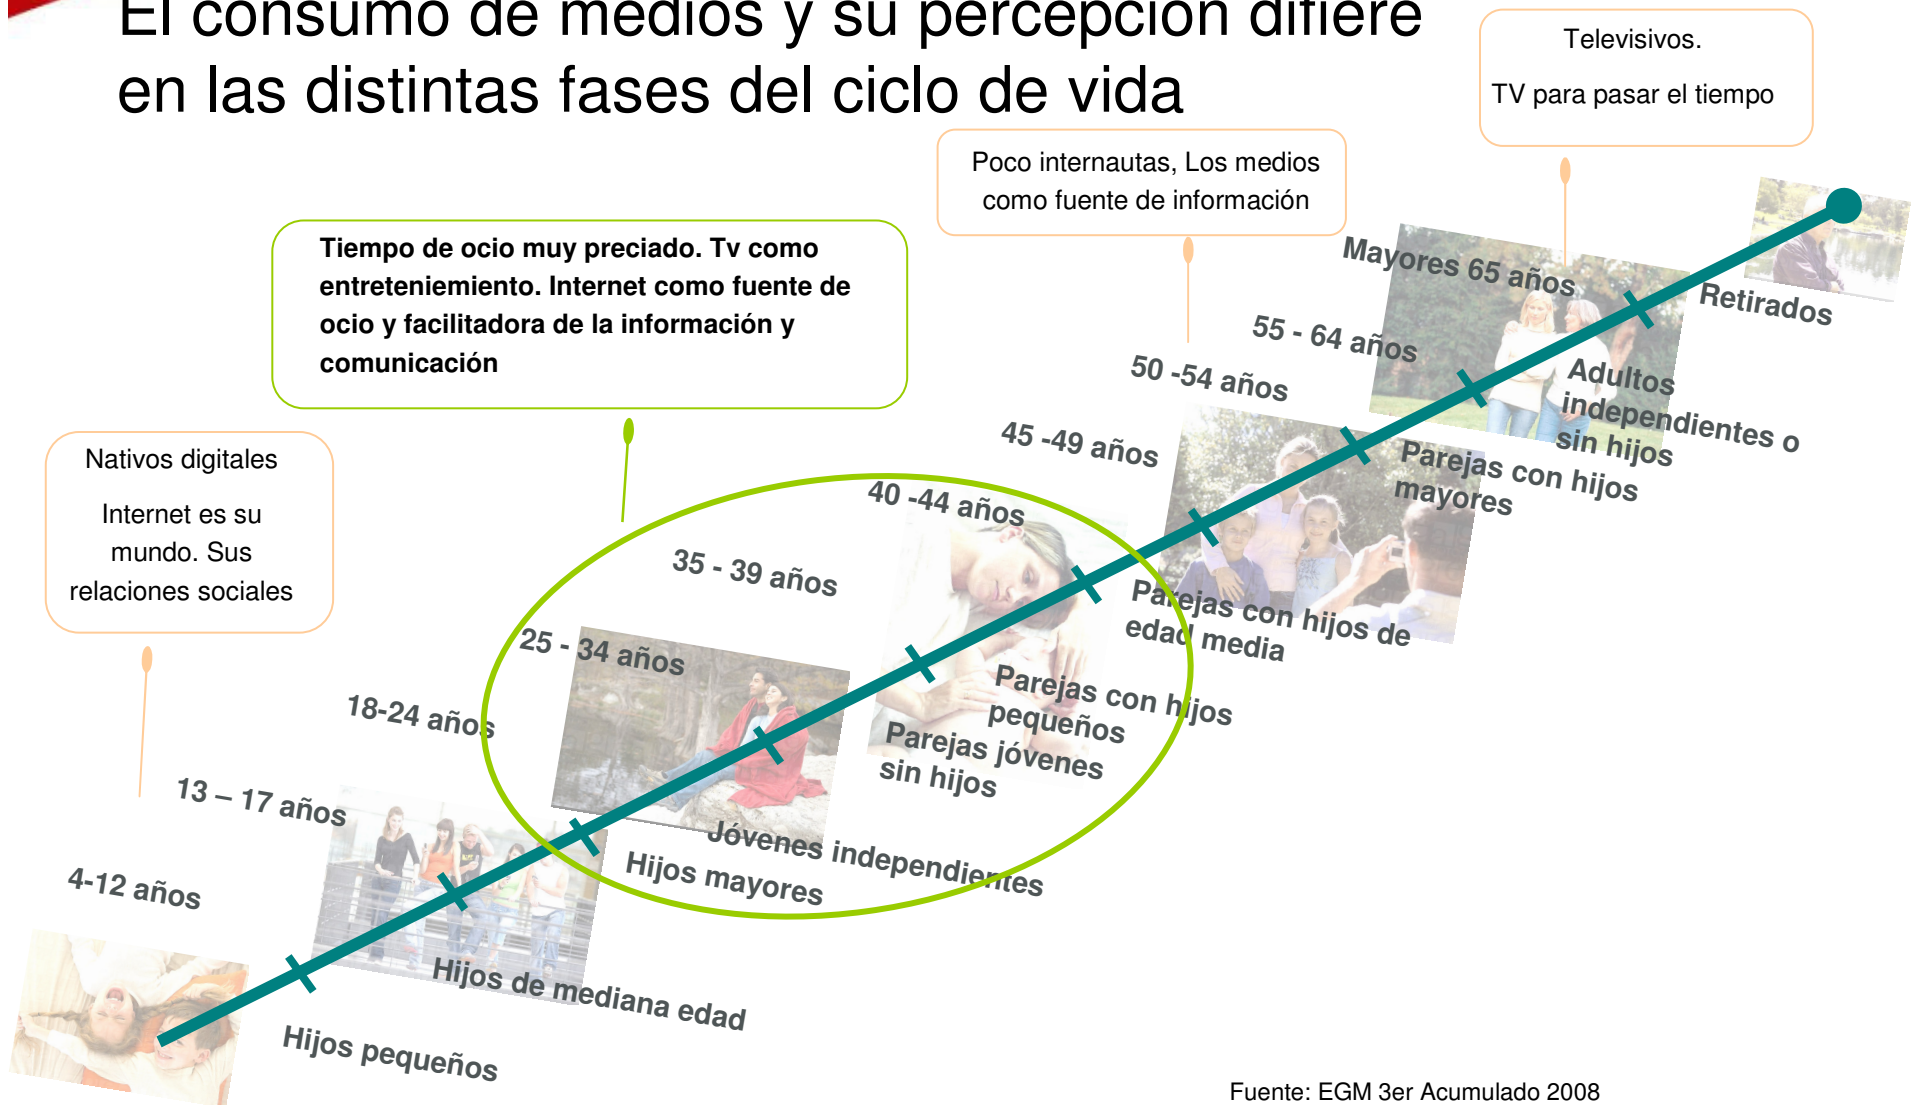 El consumo de medios y su percepción difiere
en las distintas fases del ciclo de vida
Televisivos.
TV para pasar el tiempo
Poco internautas, Los medios
como fuente de información
Tiempo de ocio muy preciado. Tv como
entreteniemiento. Internet como fuente de
ocio y facilitadora de la información y
comunicación
Nativos digitales
Internet es su
mundo. Sus
relaciones sociales
Mayores 65 años
55 - 64 años
50 -54 años
45 -49 años
40 -44 años
35 - 39 años
25 - 34 años
18-24 años
13 – 17 años
4-12 años
Retirados
Adultos
independientes o
sin hijos
Parejas con hijos
mayores
Parejas con hijos de
edad media
Parejas con hijos
pequeños
Parejas jóvenes
sin hijos
Jóvenes independientes
Hijos mayores
Hijos de mediana edad
Hijos pequeños
Fuente: EGM 3er Acumulado 2008